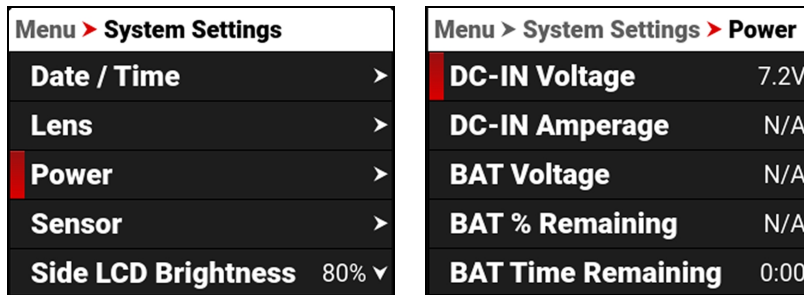 Menu > System Settings
Date / Time >
Lens >
Power >
Sensor >
Side LCD Brightness 80%
Menu > System Settings > Power
DC-IN Voltage 7.2V
DC-IN Amperage N/A
BAT Voltage N/A
BAT % Remaining N/A
BAT Time Remaining 0:00